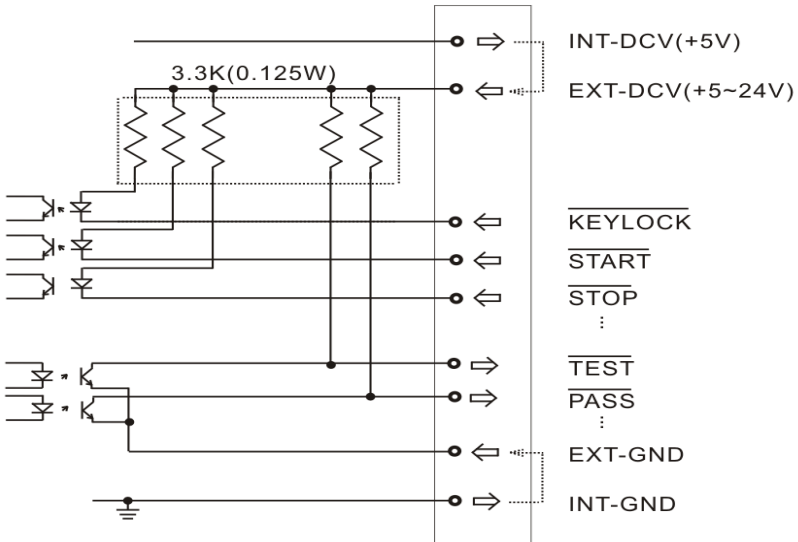 INT-DCV(+5V)
3.3K(0.125W)
EXT-DCV(+5~24V)
KEYLOCK
START
STOP
TEST
PASS
EXT-GND
INT-GND